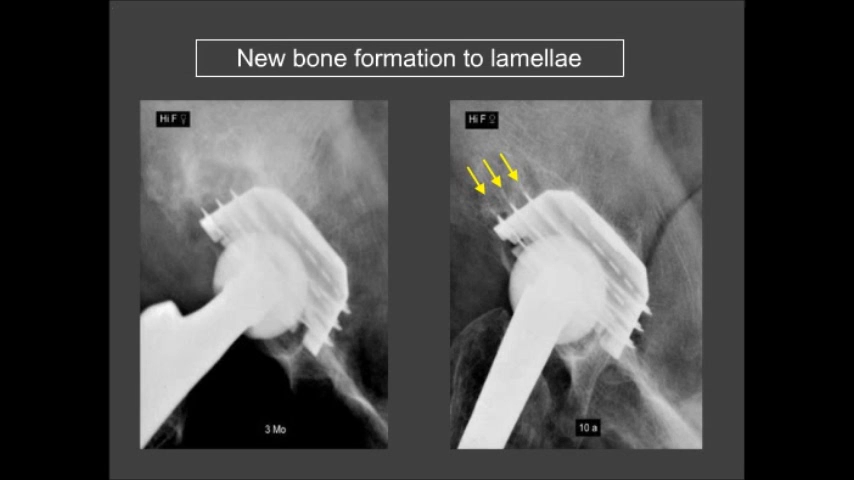 New bone formation to lamellae
Hi F ♀
Hi F ♀
3 Mo
10 a